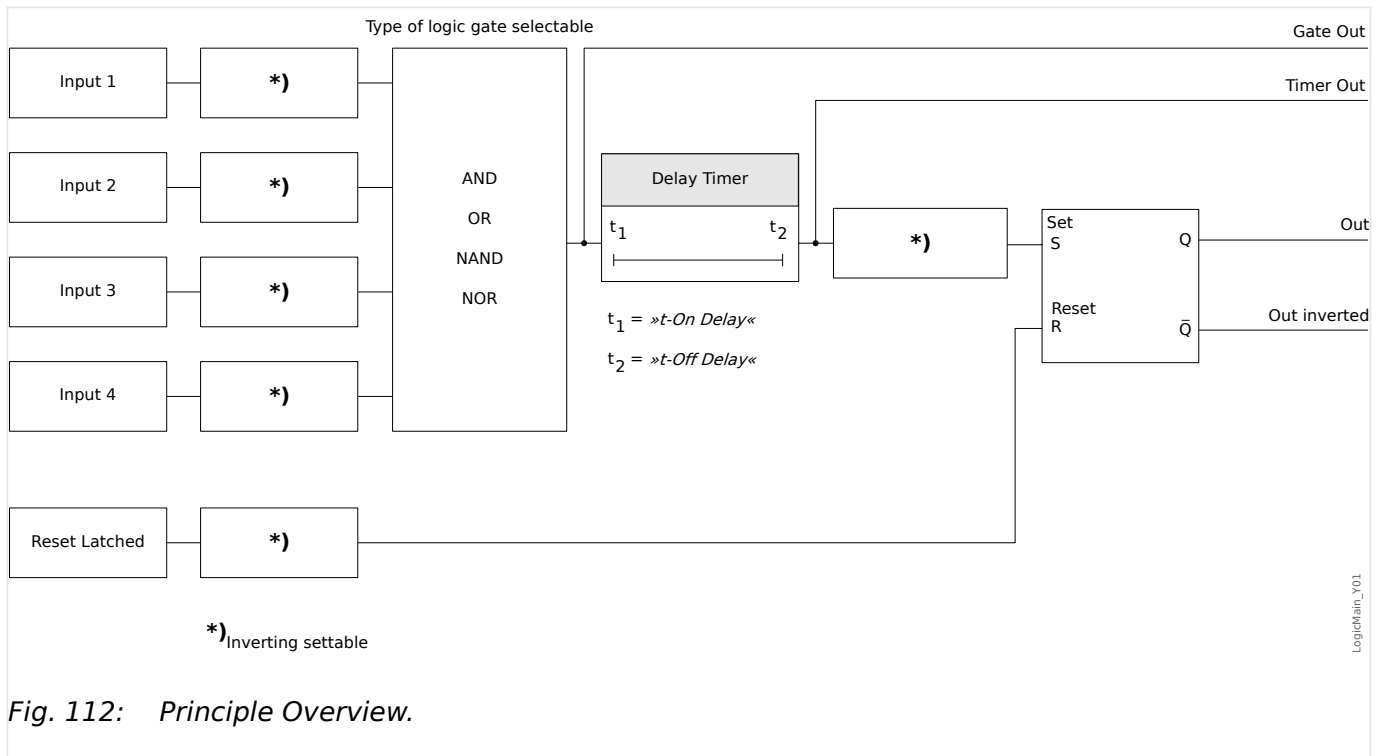 Type of logic gate selectable
Gate Out
Input 1
*)
Timer Out
Input 2
*)
AND
OR
NAND
NOR
Delay Timer
t1
t2
*)
Set
S
Q
Out
Input 3
*)
Reset
R
Q̅
Out inverted
t1 = »t-On Delay«
t2 = »t-Off Delay«
Input 4
*)
Reset Latched
*)
*) Inverting settable
LogicMain_Y01
Fig. 112: Principle Overview.